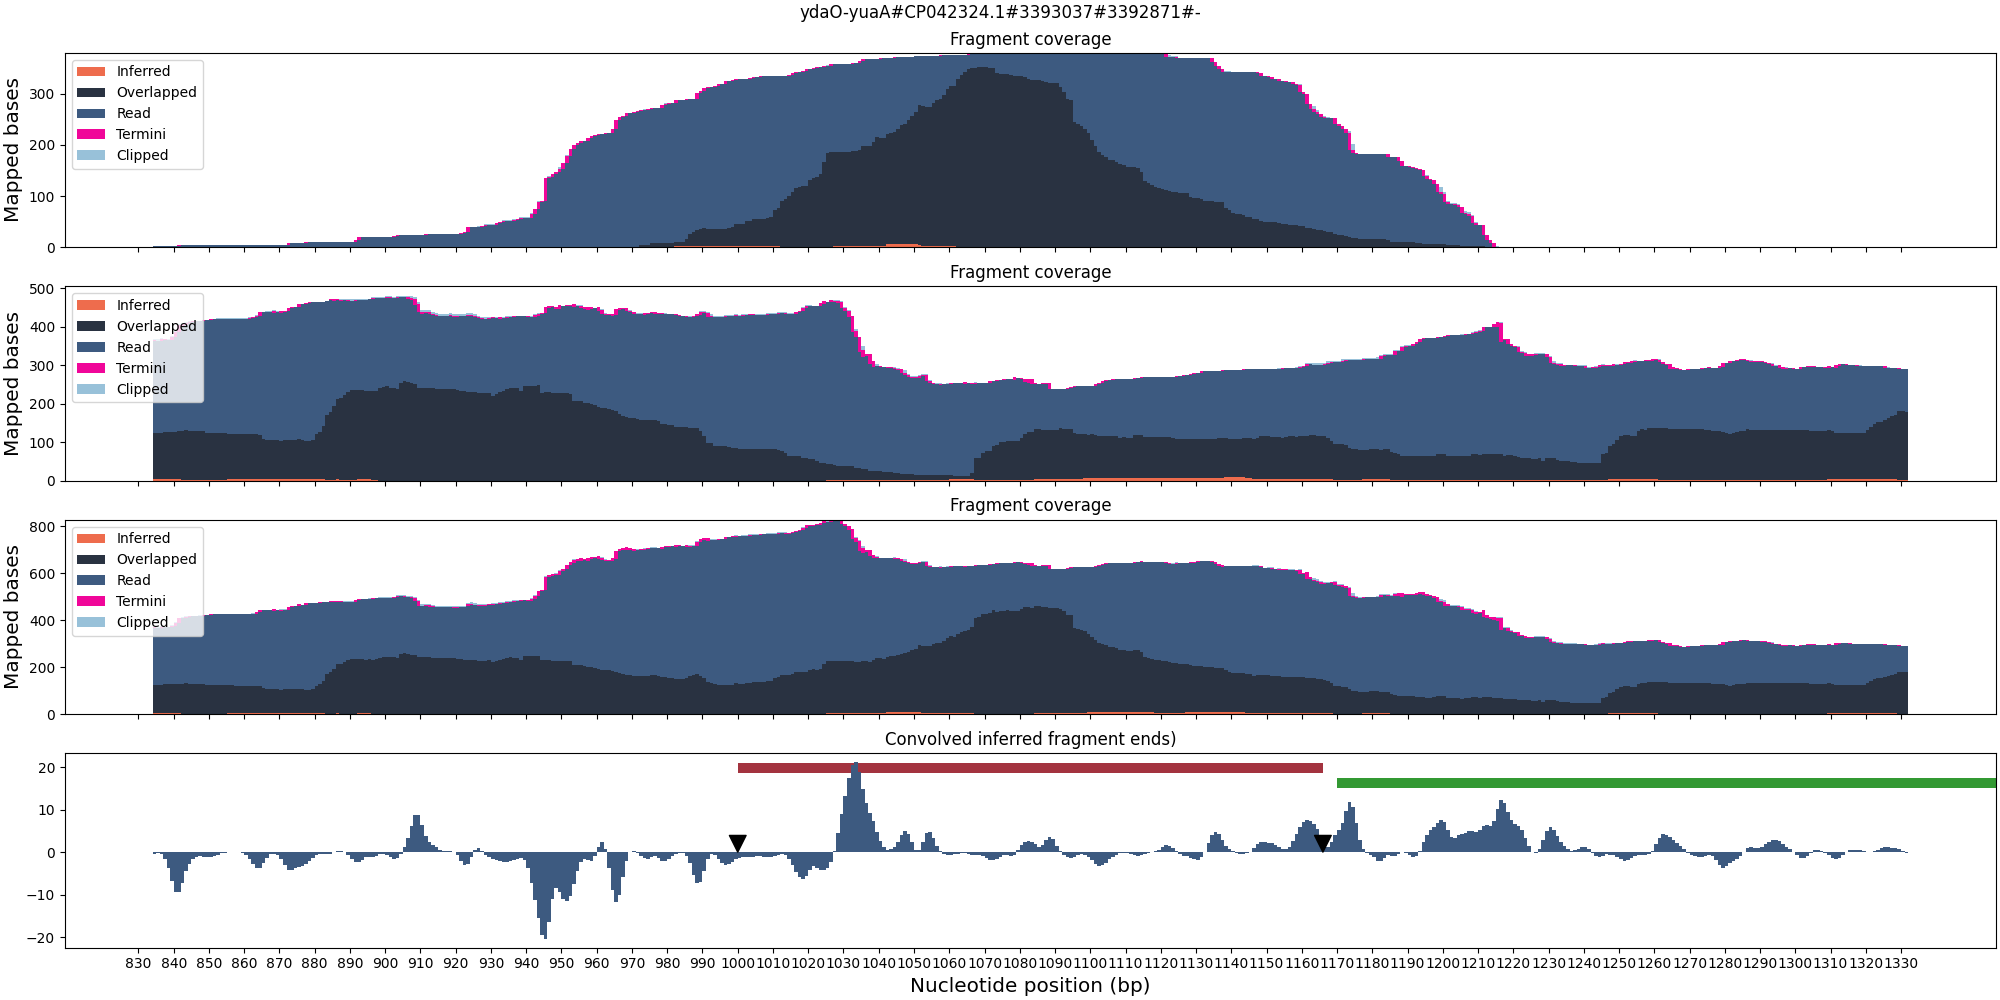 ydaO-yuaA#CP042324.1#3393037#3392871#-
Fragment coverage
Mapped bases
300
200
100
0
Inferred
Overlapped
Read
Termini
Clipped
Fragment coverage
Mapped bases
500
400
300
200
100
0
Inferred
Overlapped
Read
Termini
Clipped
Fragment coverage
Mapped bases
800
600
400
200
0
Inferred
Overlapped
Read
Termini
Clipped
Convolved inferred fragment ends)
20
10
0
−10
−20
830 840 850 860 870 880 890 900 910 920 930 940 950 960 970 980 990 1000 1010 1020 1030 1040 1050 1060 1070 1080 1090 1100 1110 1120 1130 1140 1150 1160 1170 1180 1190 1200 1210 1220 1230 1240 1250 1260 1270 1280 1290 1300 1310 1320 1330
Nucleotide position (bp)